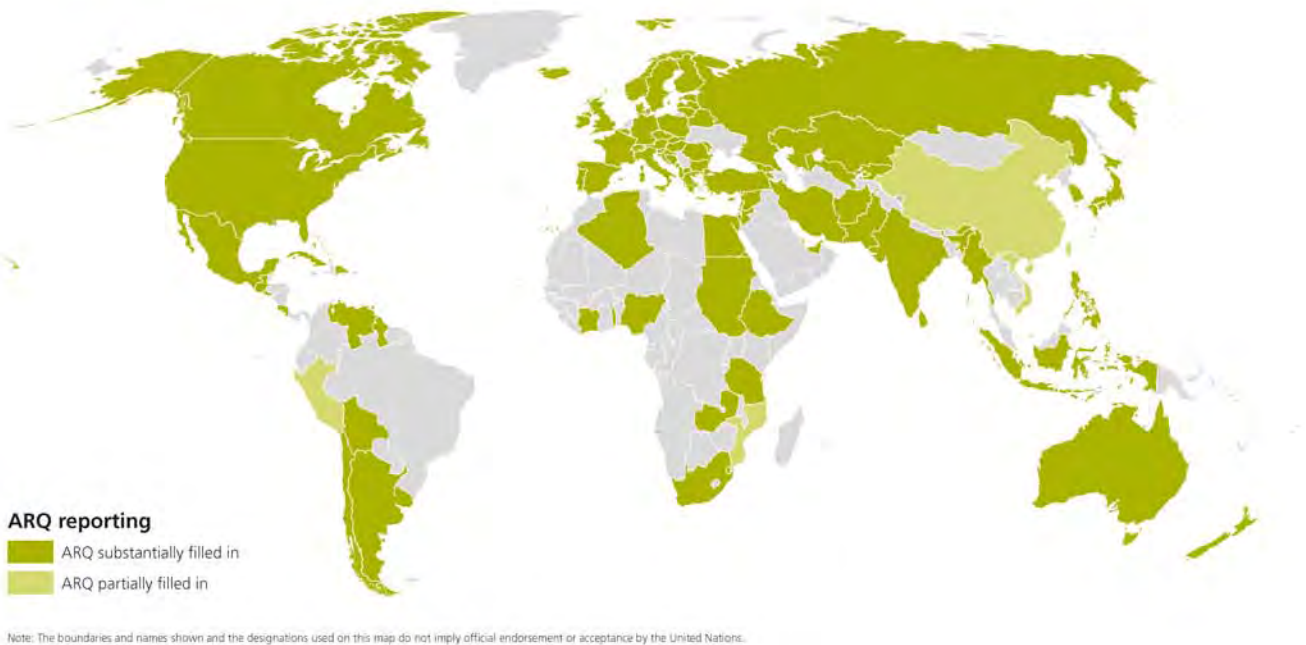 ARQ reporting
ARQ substantially filled in
ARQ partially filled in
Note: The boundaries and names shown and the designations used on this map do not imply official endorsement or acceptance by the United Nations.